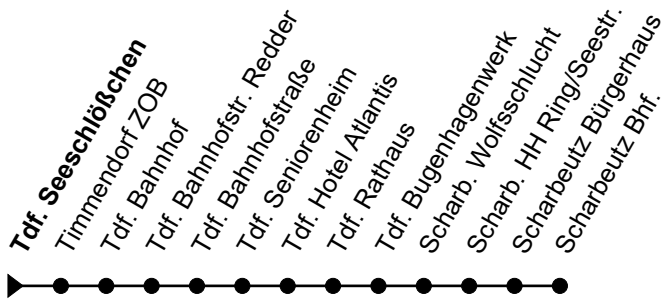 Tdf. Seeschlößchen
Timmendorf ZOB
Tdf. Bahnhof
Tdf. Bahnhofstr. Redder
Tdf. Bahnhofstraße
Tdf. Seniorenheim
Tdf. Hotel Atlantis
Tdf. Rathaus
Tdf. Bugenhagenwerk
Scharb. Wolfsschlucht
Scharb. HH Ring/Seestr.
Scharbeutz Bürgerhaus
Scharbeutz Bhf.